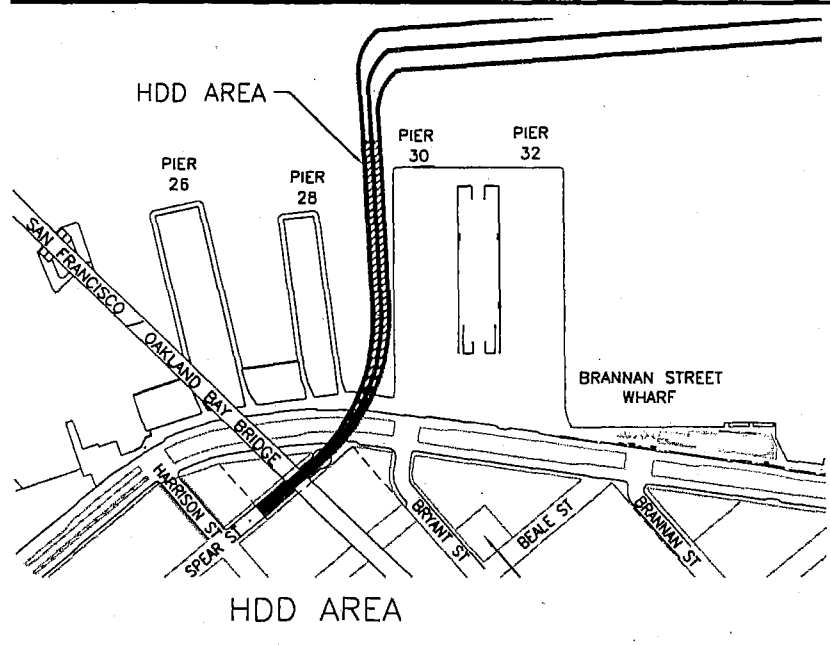 HDD AREA
PIER
30
PIER
32
PIER
26
PIER
28
SAN FRANCISCO / OAKLAND BAY BRIDGE
BRANNAN STREET
WHARF
HARRISON ST
SPEAR ST
BRYANT ST
BEALE ST
BRANNAN ST
HDD AREA